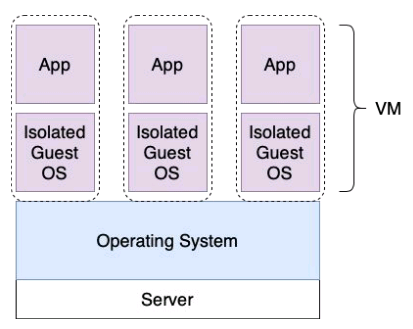 App
App
App
Isolated
Guest
OS
Isolated
Guest
OS
Isolated
Guest
OS
VM
Operating System
Server